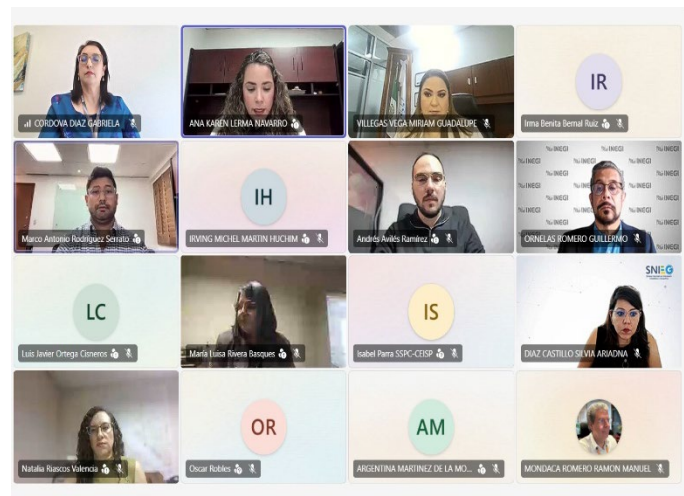 CORDOVA DIAZ GABRIELA
ANA KAREN LERMA NAVARRO
VILLEGAS VEGA MIRIAM GUADALUPE
IR
Irma Benita Bernal Ruiz
Marco Antonio Rodríguez Serrato
IH
IRVING MICHEL MARTIN HUCHIM
Andrés Avilés Ramírez
INEGI
ORNELAS ROMERO GUILLERMO
LC
Luis Javier Ortega Cisneros
María Luisa Rivera Basques
IS
Isabel Parra SSPC-CEISP
SNIEG
DIAZ CASTILLO SILVIA ARIADNA
Natalia Riascos Valencia
OR
Oscar Robles
AM
ARGENTINA MARTINEZ DE LA MO...
MONDACA ROMERO RAMON MANUEL